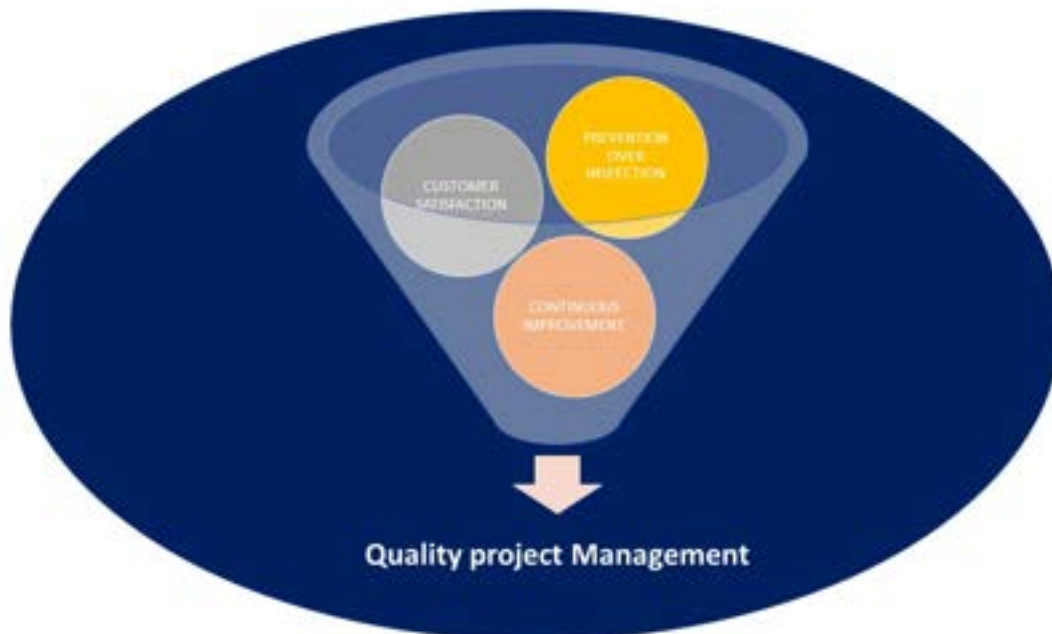 PREVENTION
OVER
INSPECTION
CUSTOMER
SATISFACTION
CONTINUOUS
IMPROVEMENT
Quality project Management